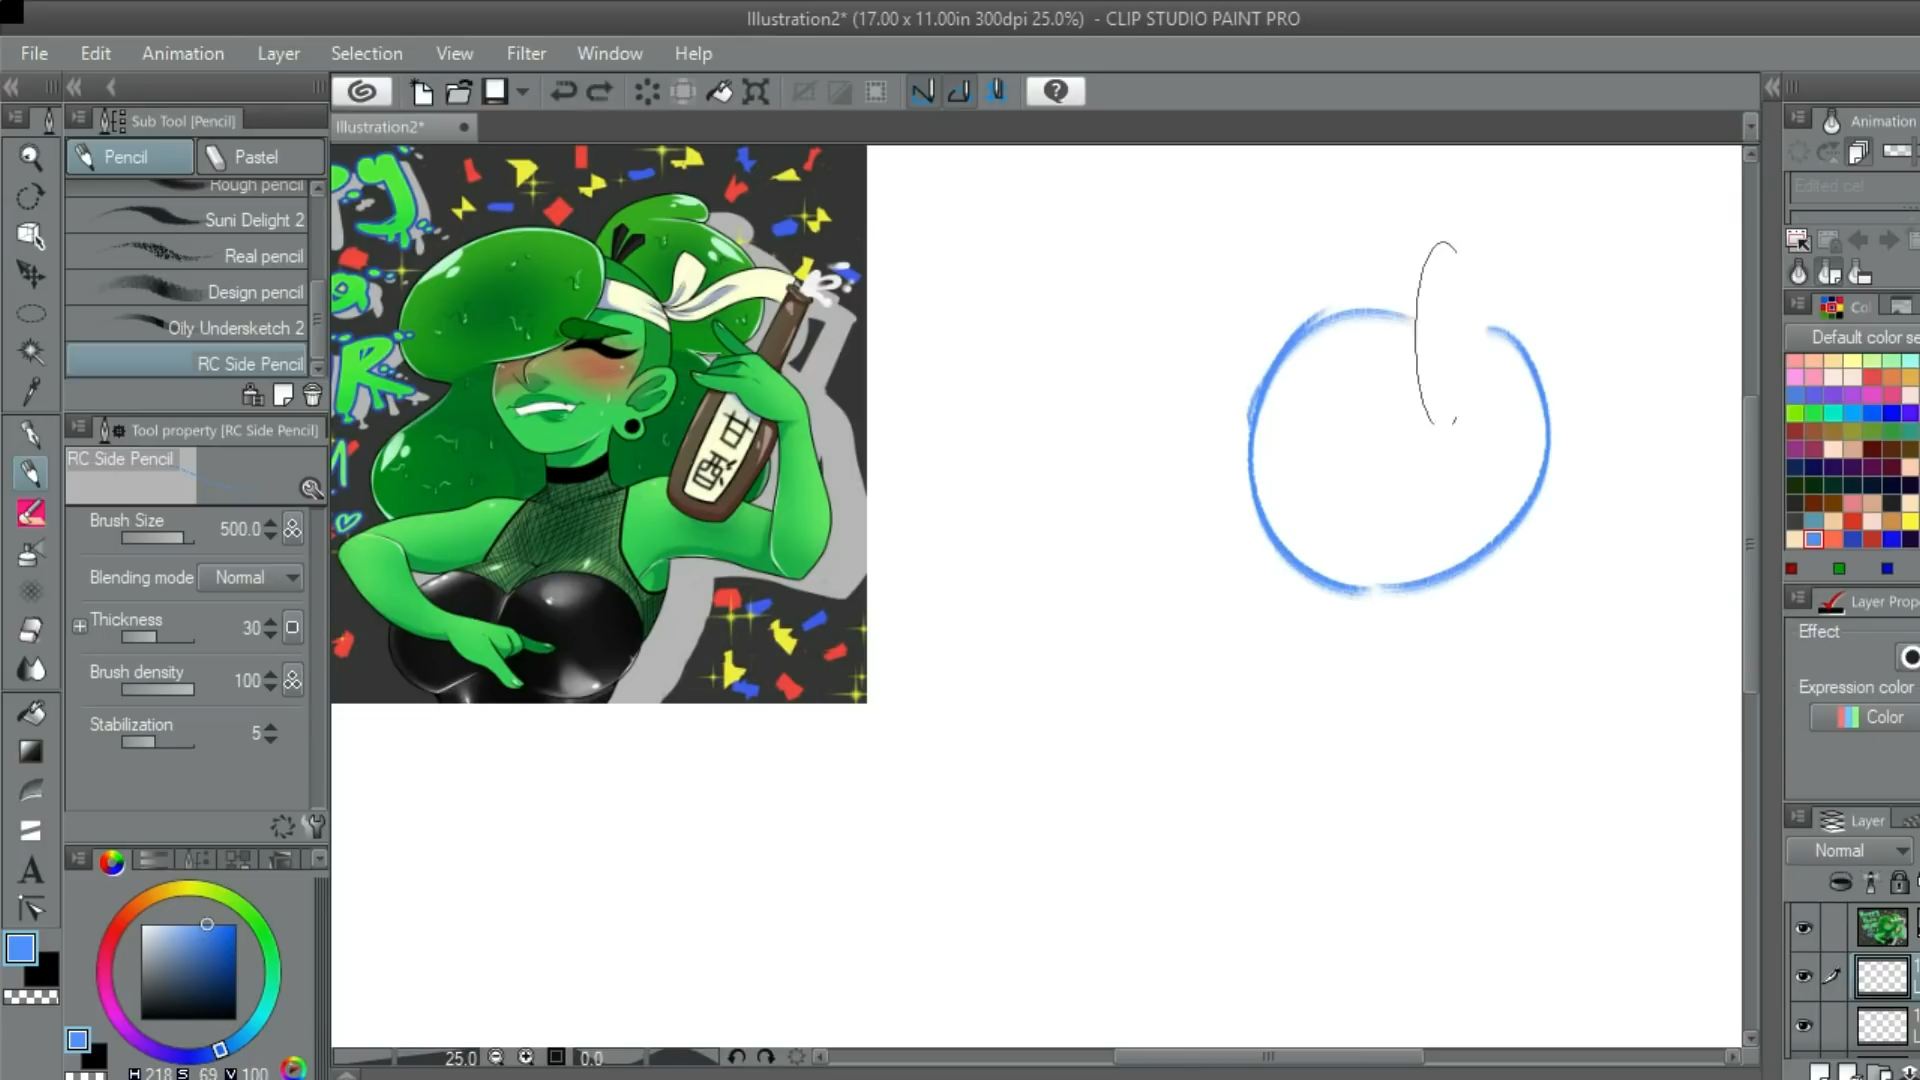 Illustration2* (17.00 x 11.00in 300dpi 25.0%) - CLIP STUDIO PAINT PRO
File Edit Animation Layer Selection View Filter Window Help
Sub Tool [Pencil]
Illustration2*
Animation
Pencil Pastel
Rough pencil
Suni Delight 2
Real pencil
Design pencil
Oily Undersketch 2
RC Side Pencil
Edited cel
Col
Default color se
Tool property [RC Side Pencil]
RC Side Pencil
Brush Size 500.0
Blending mode Normal
Thickness 30
Brush density 100
Stabilization 5
甘酒
R
Layer Prop
Effect
Expression color
Color
Layer
Normal
A
25.0 0.0
H 218 S 69 V 100